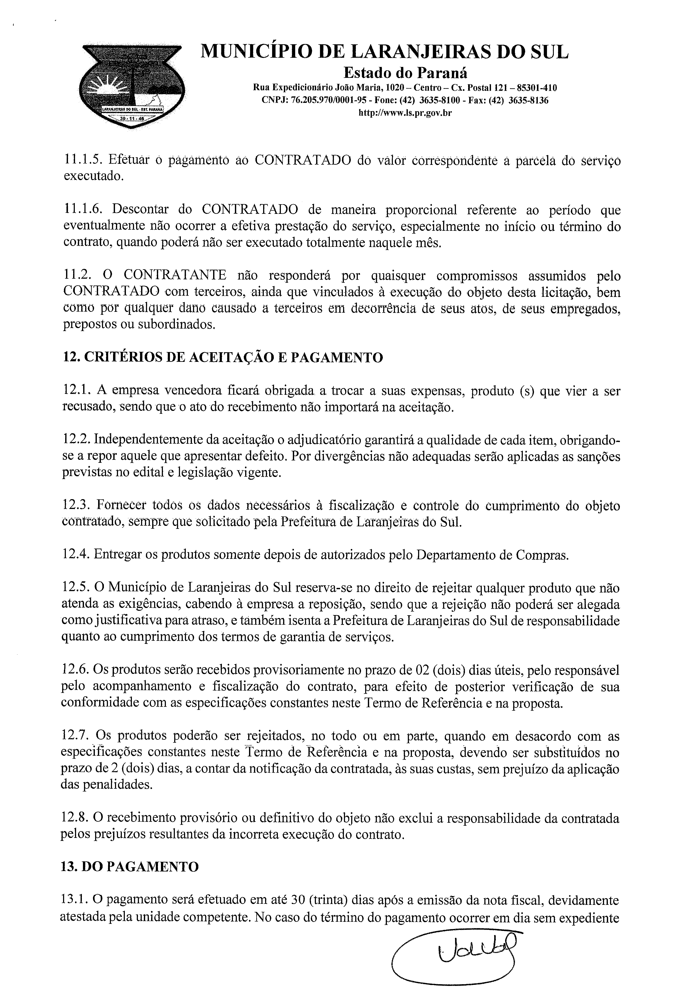 MUNICÍPIO DE LARANJEIRAS DO SUL
Estado do Paraná
Rua Expedicionário João Maria, 1020 – Centro – Cx. Postal 121 – 85301-410
CNPJ: 76.205.970/0001-95 - Fone: (42) 3635-8100 - Fax: (42) 3635-8136
http://www.ls.pr.gov.br
LARANJEIRAS DO SUL - EST. PARANÁ
30 - 11 - 46
11.1.5. Efetuar o pagamento ao CONTRATADO do valor correspondente a parcela do serviço
executado.
11.1.6. Descontar do CONTRATADO de maneira proporcional referente ao período que
eventualmente não ocorrer a efetiva prestação do serviço, especialmente no início ou término do
contrato, quando poderá não ser executado totalmente naquele mês.
11.2. O CONTRATANTE não responderá por quaisquer compromissos assumidos pelo
CONTRATADO com terceiros, ainda que vinculados à execução do objeto desta licitação, bem
como por qualquer dano causado a terceiros em decorrência de seus atos, de seus empregados,
prepostos ou subordinados.
12. CRITÉRIOS DE ACEITAÇÃO E PAGAMENTO
12.1. A empresa vencedora ficará obrigada a trocar a suas expensas, produto (s) que vier a ser
recusado, sendo que o ato do recebimento não importará na aceitação.
12.2. Independentemente da aceitação o adjudicatório garantirá a qualidade de cada item, obrigando-
se a repor aquele que apresentar defeito. Por divergências não adequadas serão aplicadas as sanções
previstas no edital e legislação vigente.
12.3. Fornecer todos os dados necessários à fiscalização e controle do cumprimento do objeto
contratado, sempre que solicitado pela Prefeitura de Laranjeiras do Sul.
12.4. Entregar os produtos somente depois de autorizados pelo Departamento de Compras.
12.5. O Município de Laranjeiras do Sul reserva-se no direito de rejeitar qualquer produto que não
atenda as exigências, cabendo à empresa a reposição, sendo que a rejeição não poderá ser alegada
como justificativa para atraso, e também isenta a Prefeitura de Laranjeiras do Sul de responsabilidade
quanto ao cumprimento dos termos de garantia de serviços.
12.6. Os produtos serão recebidos provisoriamente no prazo de 02 (dois) dias úteis, pelo responsável
pelo acompanhamento e fiscalização do contrato, para efeito de posterior verificação de sua
conformidade com as especificações constantes neste Termo de Referência e na proposta.
12.7. Os produtos poderão ser rejeitados, no todo ou em parte, quando em desacordo com as
especificações constantes neste Termo de Referência e na proposta, devendo ser substituídos no
prazo de 2 (dois) dias, a contar da notificação da contratada, às suas custas, sem prejuízo da aplicação
das penalidades.
12.8. O recebimento provisório ou definitivo do objeto não exclui a responsabilidade da contratada
pelos prejuízos resultantes da incorreta execução do contrato.
13. DO PAGAMENTO
13.1. O pagamento será efetuado em até 30 (trinta) dias após a emissão da nota fiscal, devidamente
atestada pela unidade competente. No caso do término do pagamento ocorrer em dia sem expediente